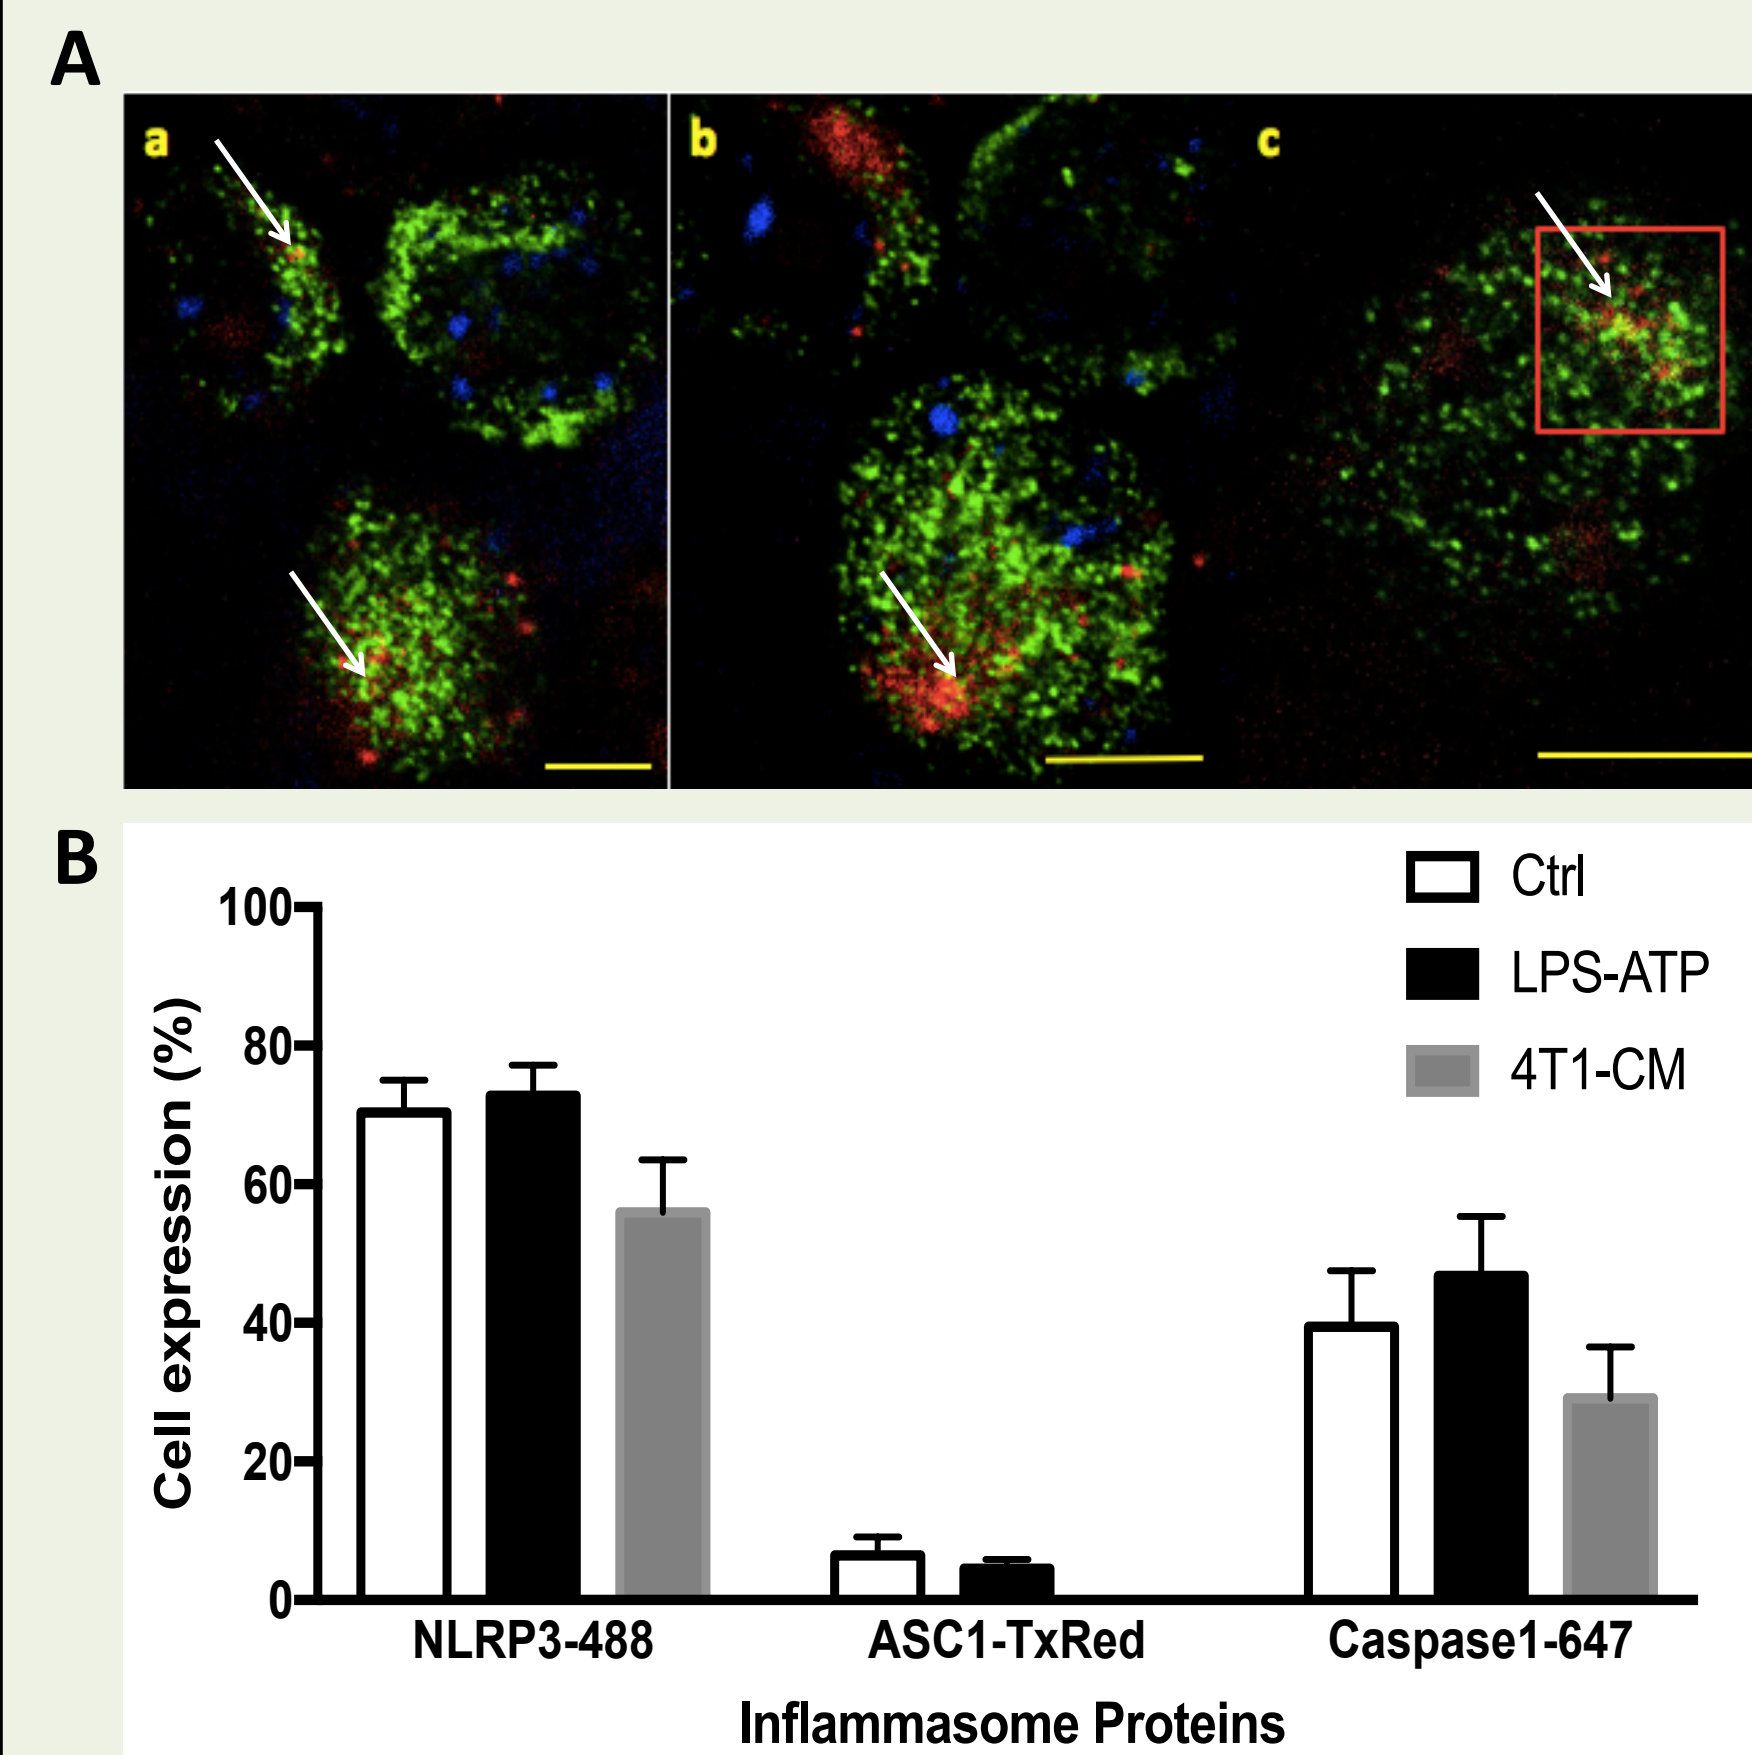 A
a
b
c
B
Ctrl
LPS-ATP
4T1-CM
100
80
60
40
20
0
Cell expression (%)
NLRP3-488 ASC1-TxRed Caspase1-647
Inflammasome Proteins